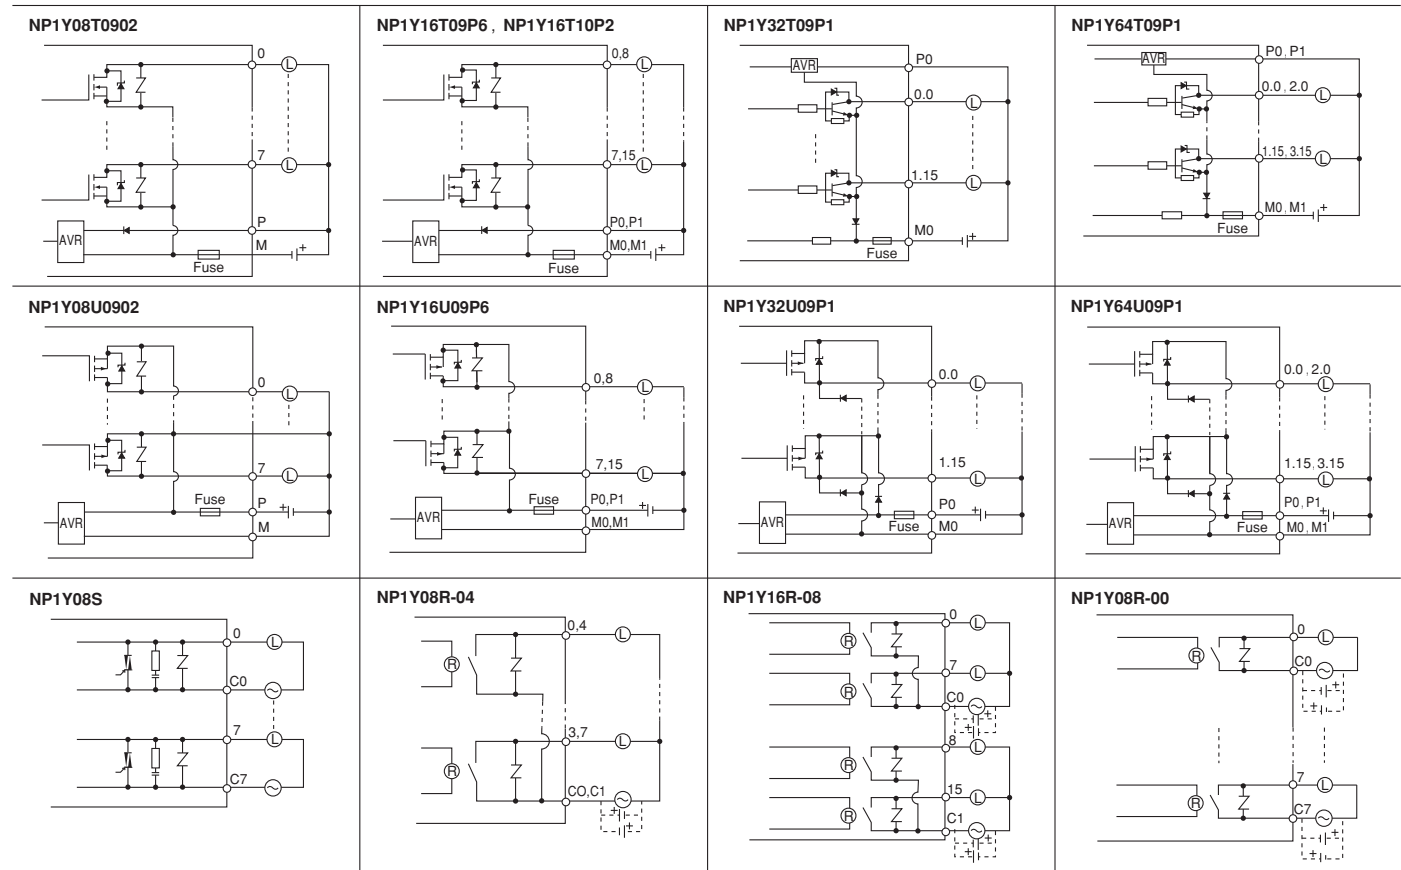 NP1Y08T0902
0
L
7
L
P
AVR
M
+
Fuse
NP1Y16T09P6 , NP1Y16T10P2
0,8
L
7,15
L
P0,P1
AVR
M0,M1
+
Fuse
NP1Y32T09P1
AVR
P0
0.0
L
1.15
L
M0
+
Fuse
NP1Y64T09P1
AVR
P0, P1
0.0, 2.0
L
1.15, 3.15
L
M0, M1
+
Fuse
NP1Y08U0902
0
L
7
L
Fuse
P
+
AVR
M
NP1Y16U09P6
0,8
L
7,15
L
Fuse
P0,P1
+
AVR
M0,M1
NP1Y32U09P1
0.0
L
1.15
L
P0
+
AVR
Fuse
M0
NP1Y64U09P1
0.0, 2.0
L
1.15, 3.15
L
P0, P1
+
AVR
Fuse
M0, M1
NP1Y08S
0
L
C0
7
L
C7
NP1Y08R-04
0,4
L
R
3,7
L
R
CO,C1
+
+
NP1Y16R-08
0
L
R
7
L
R
C0
+
+
8
L
R
15
L
R
C1
+
+
NP1Y08R-00
0
L
R
C0
+
+
7
L
R
C7
+
+